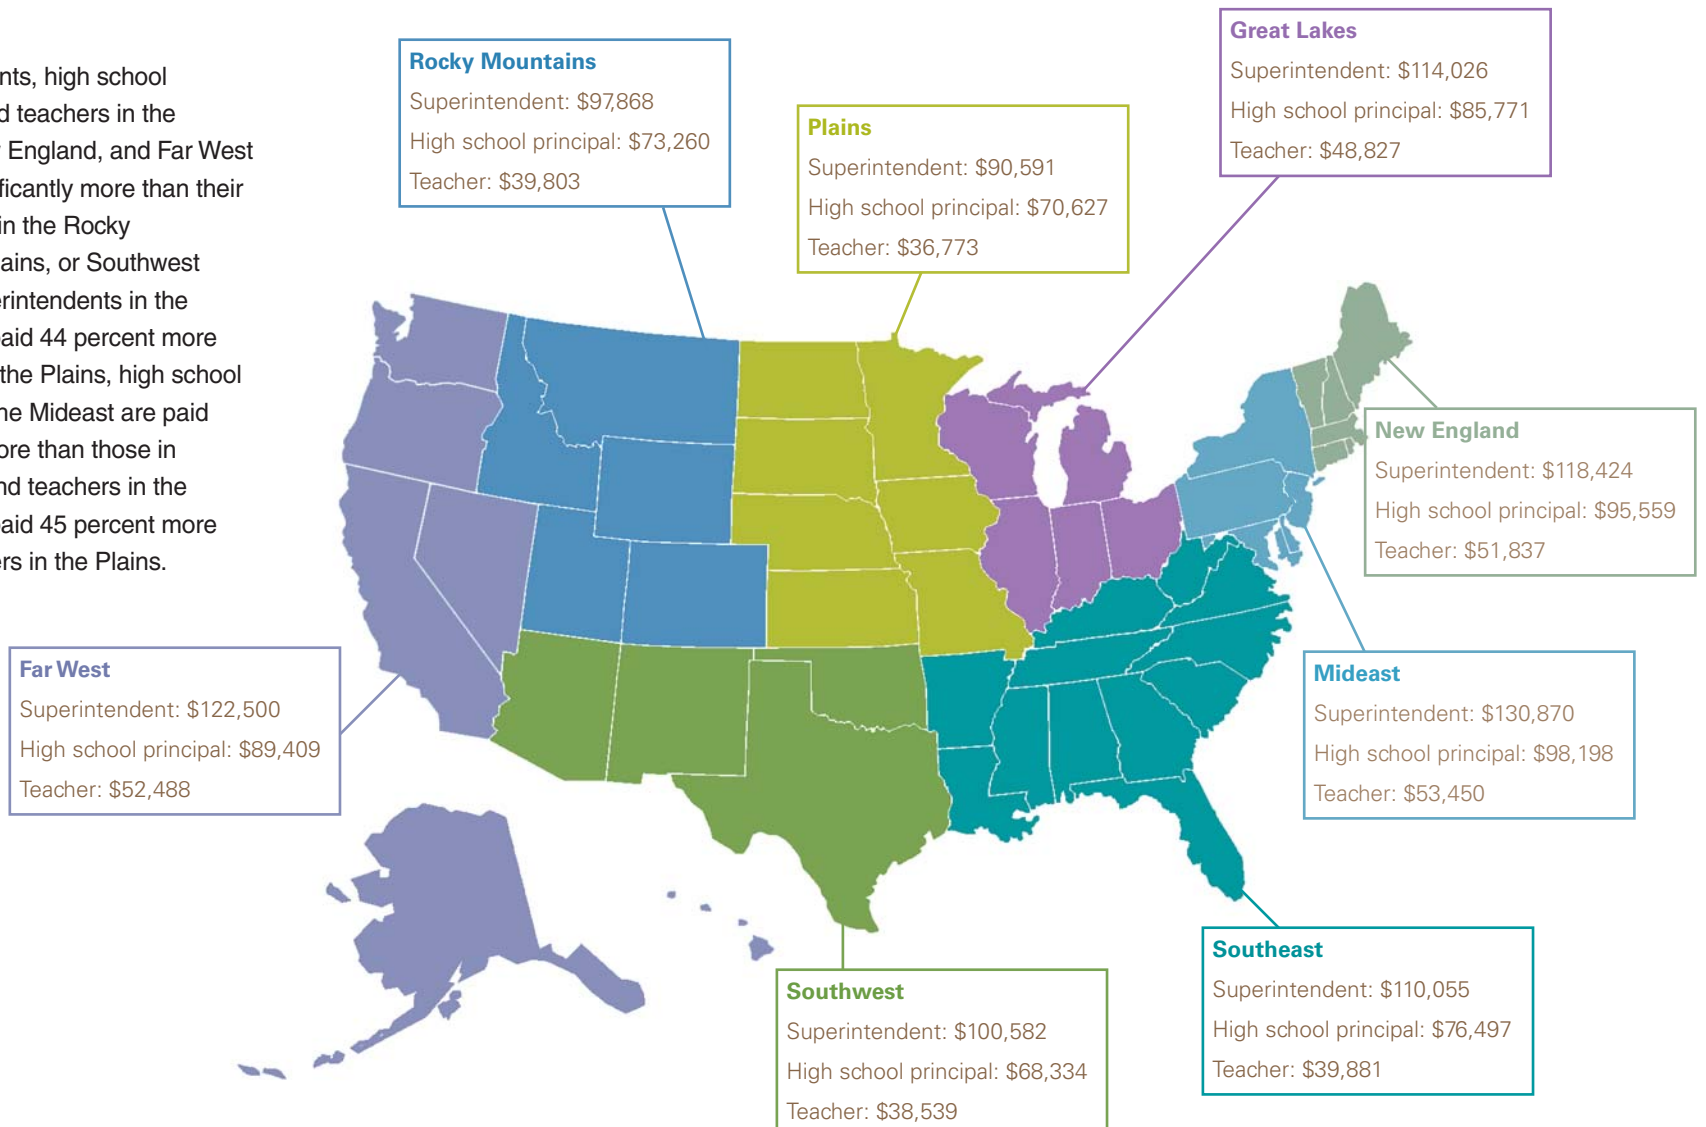 nts, high school
d teachers in the
England, and Far West
ficantly more than their
in the Rocky
ains, or Southwest
erintendents in the
aid 44 percent more
the Plains, high school
ne Mideast are paid
ore than those in
nd teachers in the
aid 45 percent more
ers in the Plains.
Rocky Mountains
Superintendent: $97,868
High school principal: $73,260
Teacher: $39,803
Plains
Superintendent: $90,591
High school principal: $70,627
Teacher: $36,773
Great Lakes
Superintendent: $114,026
High school principal: $85,771
Teacher: $48,827
New England
Superintendent: $118,424
High school principal: $95,559
Teacher: $51,837
Far West
Superintendent: $122,500
High school principal: $89,409
Teacher: $52,488
Mideast
Superintendent: $130,870
High school principal: $98,198
Teacher: $53,450
Southwest
Superintendent: $100,582
High school principal: $68,334
Teacher: $38,539
Southeast
Superintendent: $110,055
High school principal: $76,497
Teacher: $39,881